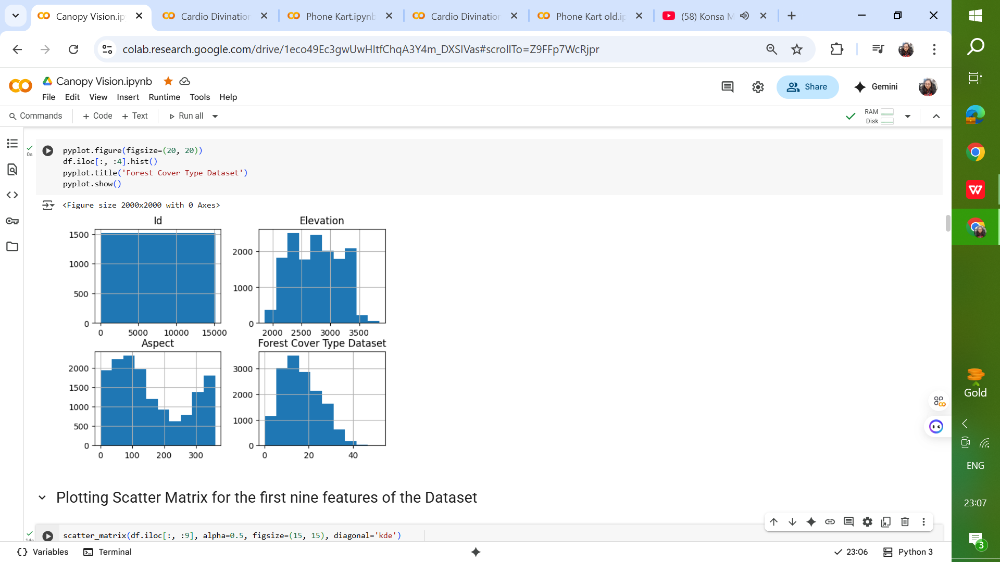 Canopy Vision.ip
Cardio Divination
Phone Kart.ipynb
Cardio Divination
Phone Kart old.ip
(58) Konsa M
colab.research.google.com/drive/1eco49Ec3gwUwHItfChqA3Y4m_DXSIVas#scrollTo=Z9FFp7WcRjpr
Canopy Vision.ipynb
File Edit View Insert Runtime Tools Help
Share
Gemini
Commands + Code + Text Run all
RAM
Disk
0s
pyplot.figure(figsize=(20, 20))
df.iloc[:, :4].hist()
pyplot.title('Forest Cover Type Dataset')
pyplot.show()
<Figure size 2000x2000 with 0 Axes>
Id
1500
1000
500
0
0 5000 10000 15000
Elevation
2000
1000
0
2000 2500 3000 3500
Aspect
2000
1500
1000
500
0
0 100 200 300
Forest Cover Type Dataset
3000
2000
1000
0
0 20 40
Plotting Scatter Matrix for the first nine features of the Dataset
14s
scatter_matrix(df.iloc[:, :9], alpha=0.5, figsize=(15, 15), diagonal='kde')
{} Variables
Terminal
23:06
Python 3
Gold
ENG
23:07
3